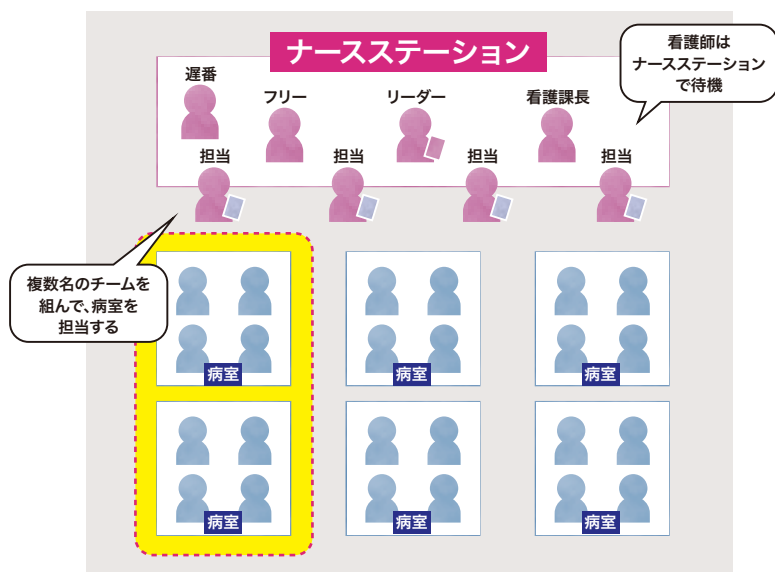 ナースステーション
看護師は
ナースステーション
で待機
遅番
フリー
リーダー
看護課長
担当
担当
担当
担当
複数名のチームを
組んで、病室を
担当する
病室
病室
病室
病室
病室
病室